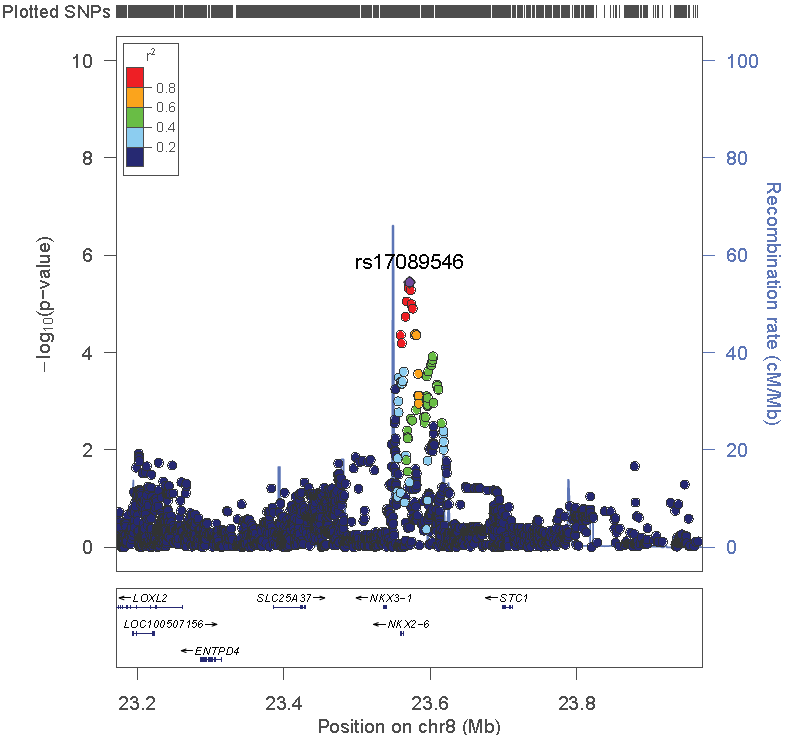 Plotted SNPs
10
8
6
4
2
0
−log10(p−value)
100
80
60
40
20
0
Recombination rate (cM/Mb)
r2
0.8
0.6
0.4
0.2
rs17089546
LOXL2
SLC25A37
NKX3−1
STC1
LOC100507156
NKX2−6
ENTPD4
23.2
23.4
23.6
23.8
Position on chr8 (Mb)